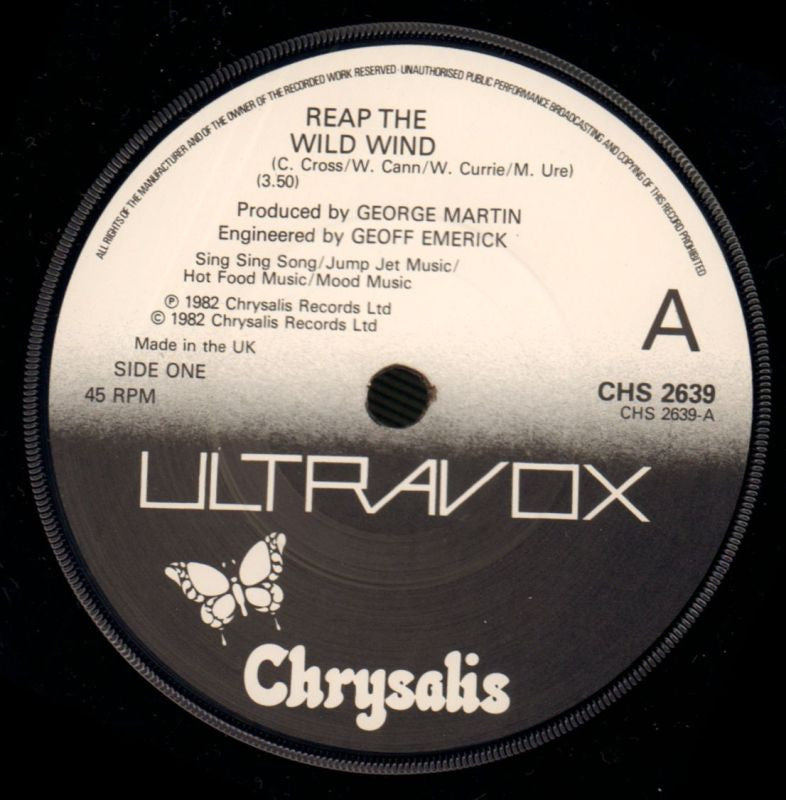 ALL RIGHTS OF THE MANUFACTURER AND OF THE OWNER OF THE RECORDED WORK RESERVED · UNAUTHORISED PUBLIC PERFORMANCE BROADCASTING AND COPYING OF THIS RECORD PROHIBITED
REAP THE
WILD WIND
(C. Cross/W. Cann/W. Currie/M. Ure)
(3.50)
Produced by GEORGE MARTIN
Engineered by GEOFF EMERICK
Sing Sing Song/Jump Jet Music/
Hot Food Music/Mood Music
℗ 1982 Chrysalis Records Ltd
© 1982 Chrysalis Records Ltd
Made in the UK
SIDE ONE
45 RPM
A
CHS 2639
CHS 2639-A
ULTRAVOX
Chrysalis